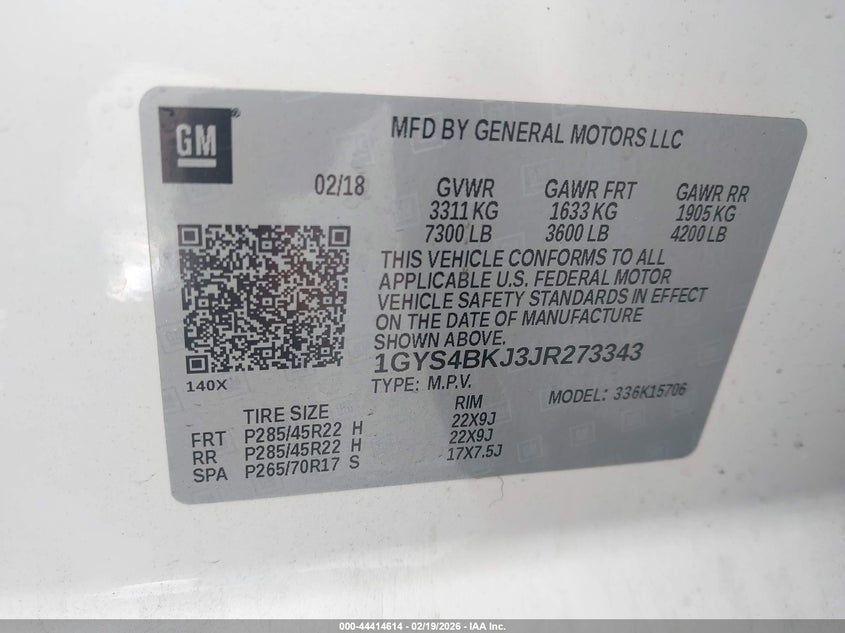 GM
MFD BY GENERAL MOTORS LLC
02/18
GVWR
3311 KG
7300 LB
GAWR FRT
1633 KG
3600 LB
GAWR RR
1905 KG
4200 LB
THIS VEHICLE CONFORMS TO ALL
APPLICABLE U.S. FEDERAL MOTOR
VEHICLE SAFETY STANDARDS IN EFFECT
ON THE DATE OF MANUFACTURE
SHOWN ABOVE.
1GYS4BKJ3JR273343
140X
TYPE: M.P.V.
MODEL: 336K15706
TIRE SIZE RIM
FRT P285/45R22 H 22X9J
RR P285/45R22 H 22X9J
SPA P265/70R17 S 17X7.5J
000-44414614 - 02/19/2026 - IAA Inc.